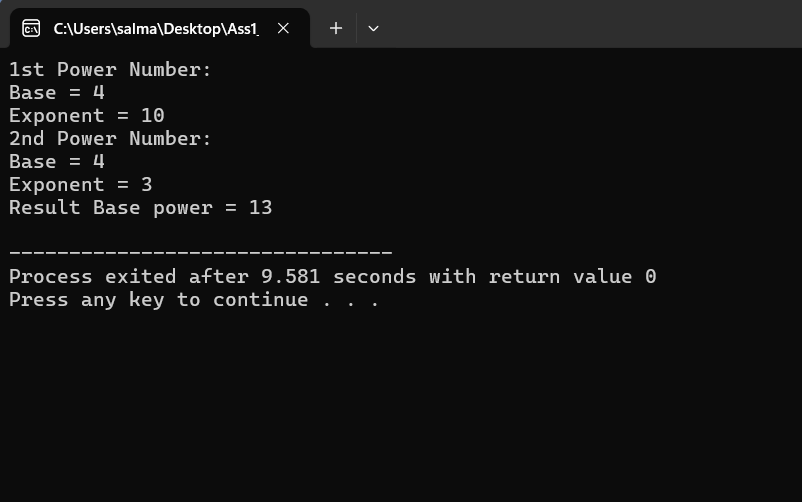 C:\Users\salma\Desktop\Ass1_
1st Power Number:
Base = 4
Exponent = 10
2nd Power Number:
Base = 4
Exponent = 3
Result Base power = 13
--------------------------------
Process exited after 9.581 seconds with return value 0
Press any key to continue . . .